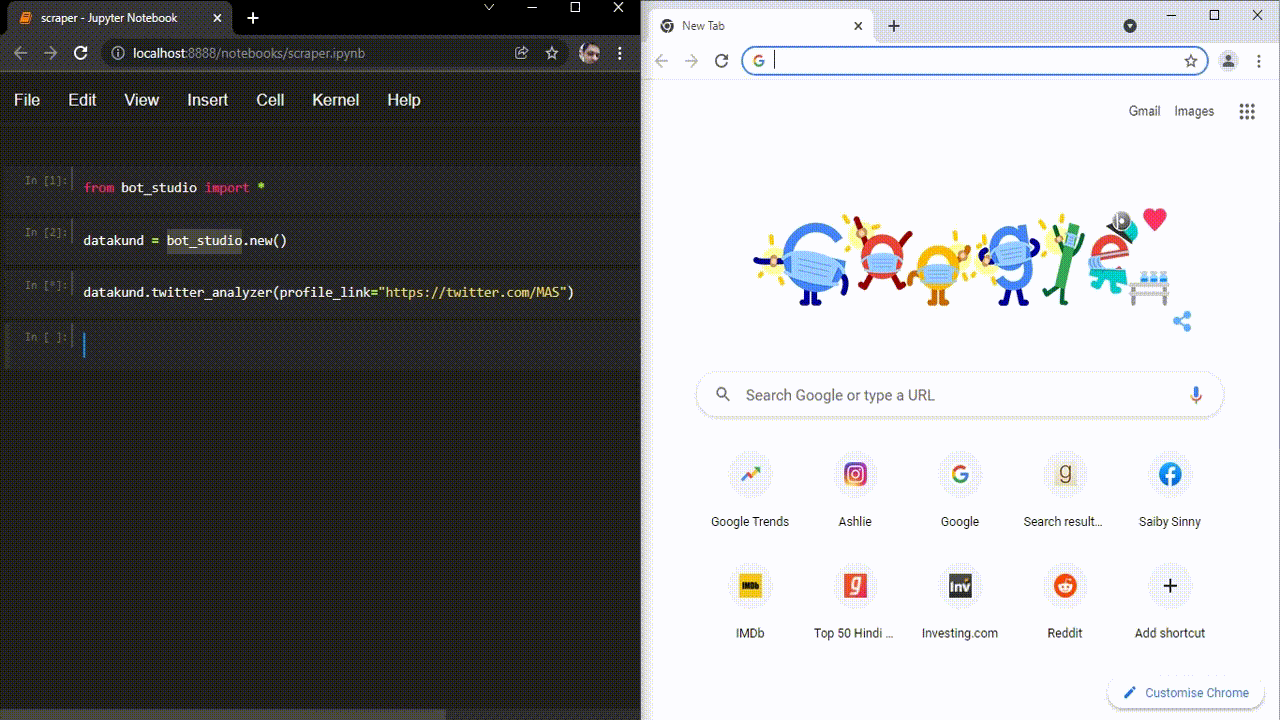 scraper - Jupyter Notebook
localhost:8888/notebooks/scraper.ipynb
File Edit View Insert Cell Kernel Help
In [1]: from bot_studio import *
In [2]: datakund = bot_studio.new()
In [*]: datakund.twitter_analyzer(profile_link="https://twitter.com/MAS")
In [ ]:
New Tab
Gmail Images
Google
Search Google or type a URL
Google Trends Ashlie Google Search result... Saiby Sinny
IMDb
g
Inv
IMDb Top 50 Hindi ... Investing.com Reddit Add shortcut
Customise Chrome